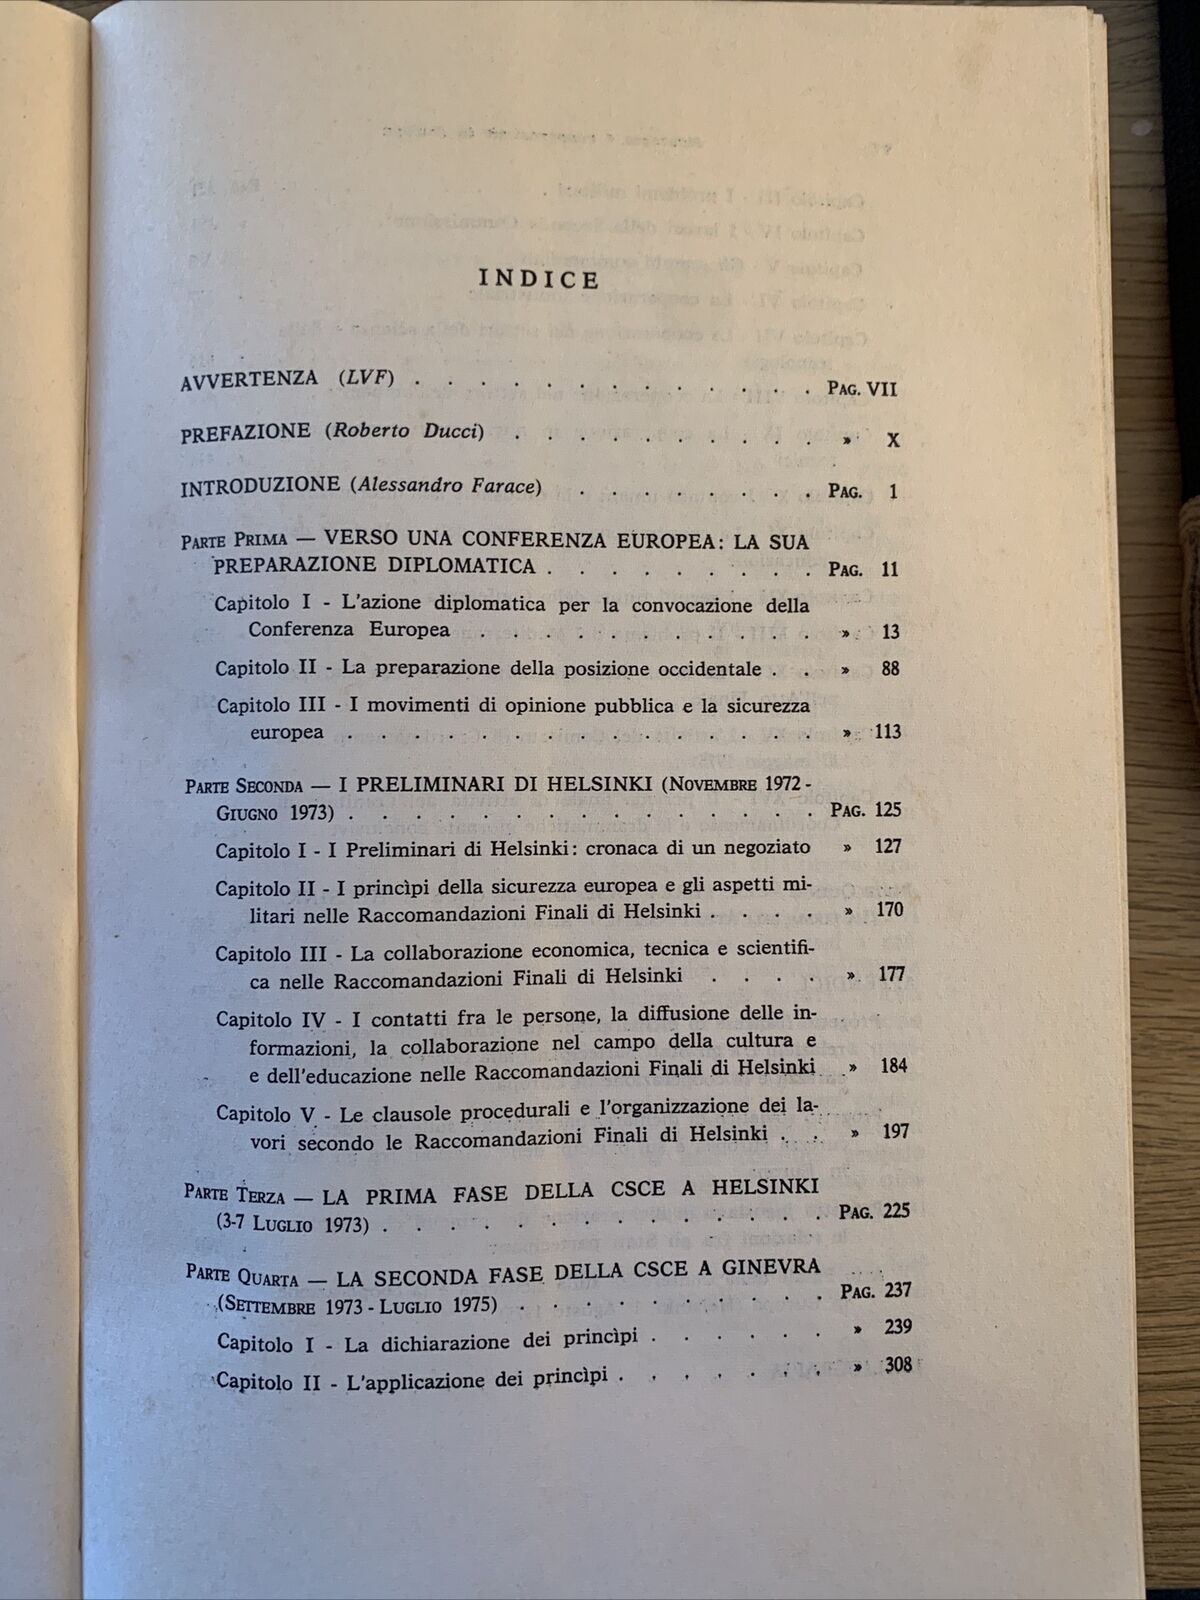 INDICE
AVVERTENZA (LVF) . . . . . . . . . . . . . PAG. VII
PREFAZIONE (Roberto Ducci) . . . . . . . . . . » X
INTRODUZIONE (Alessandro Farace) . . . . . . . . PAG. 1
PARTE PRIMA — VERSO UNA CONFERENZA EUROPEA: LA SUA
PREPARAZIONE DIPLOMATICA . . . . . . . . . PAG. 11
Capitolo I - L'azione diplomatica per la convocazione della
Conferenza Europea . . . . . . . . . . . » 13
Capitolo II - La preparazione della posizione occidentale . . » 88
Capitolo III - I movimenti di opinione pubblica e la sicurezza
europea . . . . . . . . . . . . . . . » 113
PARTE SECONDA — I PRELIMINARI DI HELSINKI (NOVEMBRE 1972 -
GIUGNO 1973) . . . . . . . . . . . . . . . PAG. 125
Capitolo I - I Preliminari di Helsinki: cronaca di un negoziato » 127
Capitolo II - I princìpi della sicurezza europea e gli aspetti mi-
litari nelle Raccomandazioni Finali di Helsinki . . . . » 170
Capitolo III - La collaborazione economica, tecnica e scientifi-
ca nelle Raccomandazioni Finali di Helsinki . . . . » 177
Capitolo IV - I contatti fra le persone, la diffusione delle in-
formazioni, la collaborazione nel campo della cultura e
e dell'educazione nelle Raccomandazioni Finali di Helsinki » 184
Capitolo V - Le clausole procedurali e l'organizzazione dei la-
vori secondo le Raccomandazioni Finali di Helsinki . . » 197
PARTE TERZA — LA PRIMA FASE DELLA CSCE A HELSINKI
(3-7 LUGLIO 1973) . . . . . . . . . . . . . PAG. 225
PARTE QUARTA — LA SECONDA FASE DELLA CSCE A GINEVRA
(SETTEMBRE 1973 - LUGLIO 1975) . . . . . . . . . PAG. 237
Capitolo I - La dichiarazione dei princìpi . . . . . . » 239
Capitolo II - L'applicazione dei princìpi . . . . . . . » 308